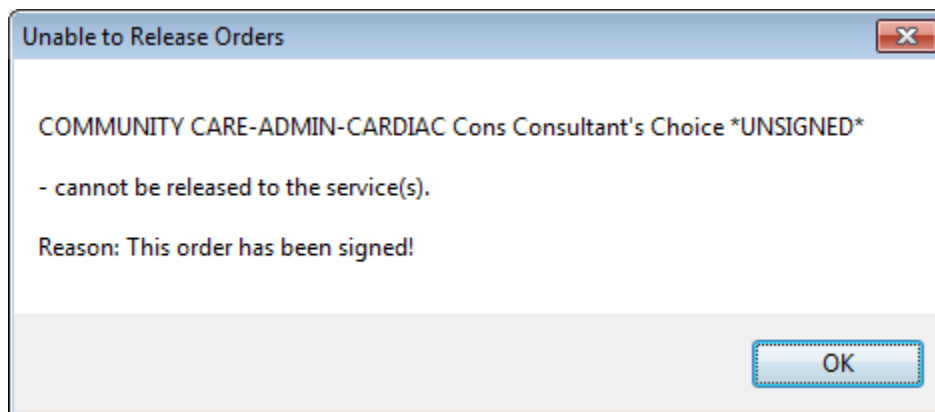 Unable to Release Orders
COMMUNITY CARE-ADMIN-CARDIAC Cons Consultant's Choice *UNSIGNED*
- cannot be released to the service(s).
Reason: This order has been signed!
OK